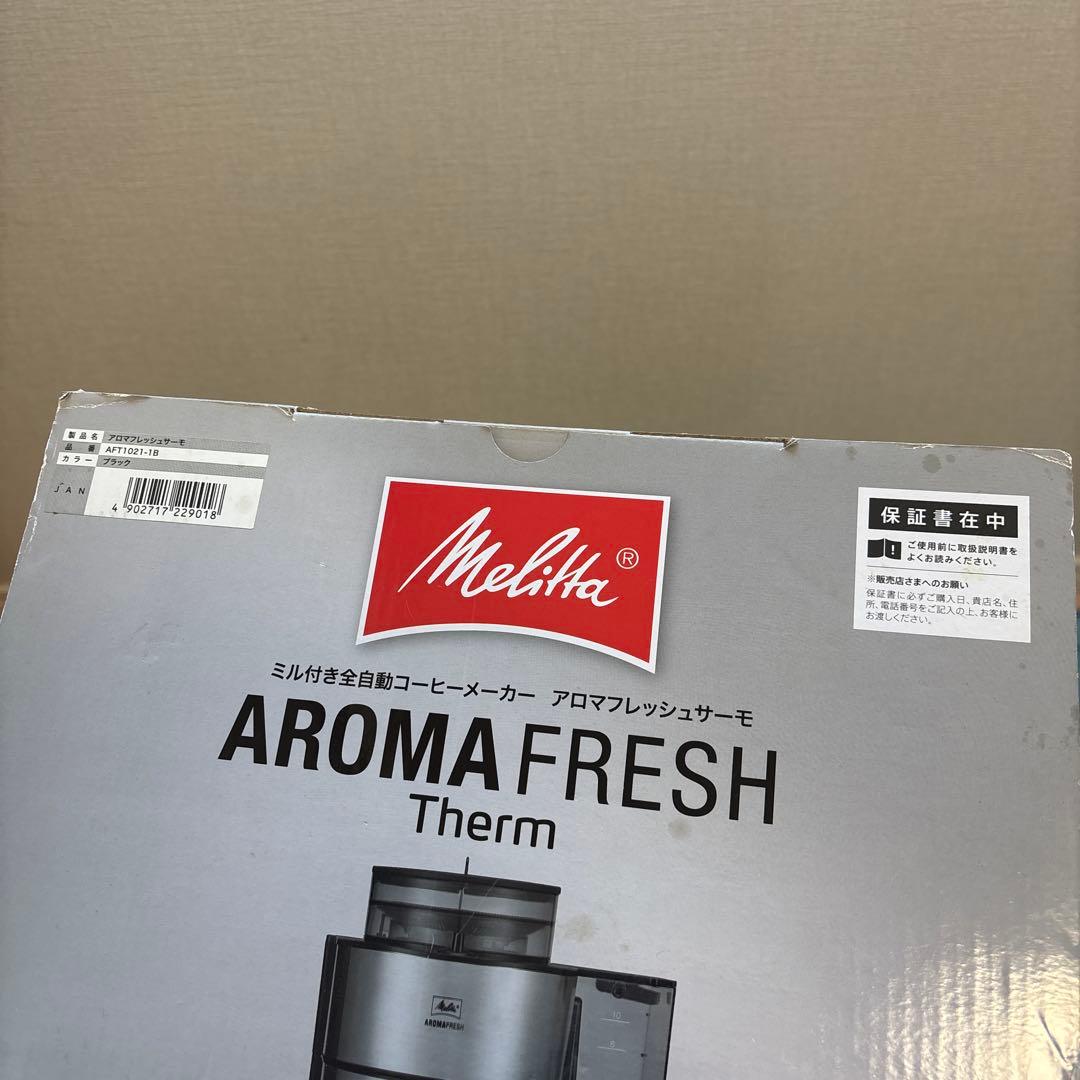 製品名 アロマフレッシュサーモ
品番 AFT1021-1B
カラー ブラック
JAN
4 902717 229018
Melitta®
保証書在中
ご使用前に取扱説明書を
よくお読みください。
※販売店さまへのお願い
保証書に必ずご購入日、貴店名、住
所、電話番号をご記入の上、お客様に
お渡しください。
ミル付き全自動コーヒーメーカー アロマフレッシュサーモ
AROMAFRESH
Therm
Melitta
AROMAFRESH
10
6